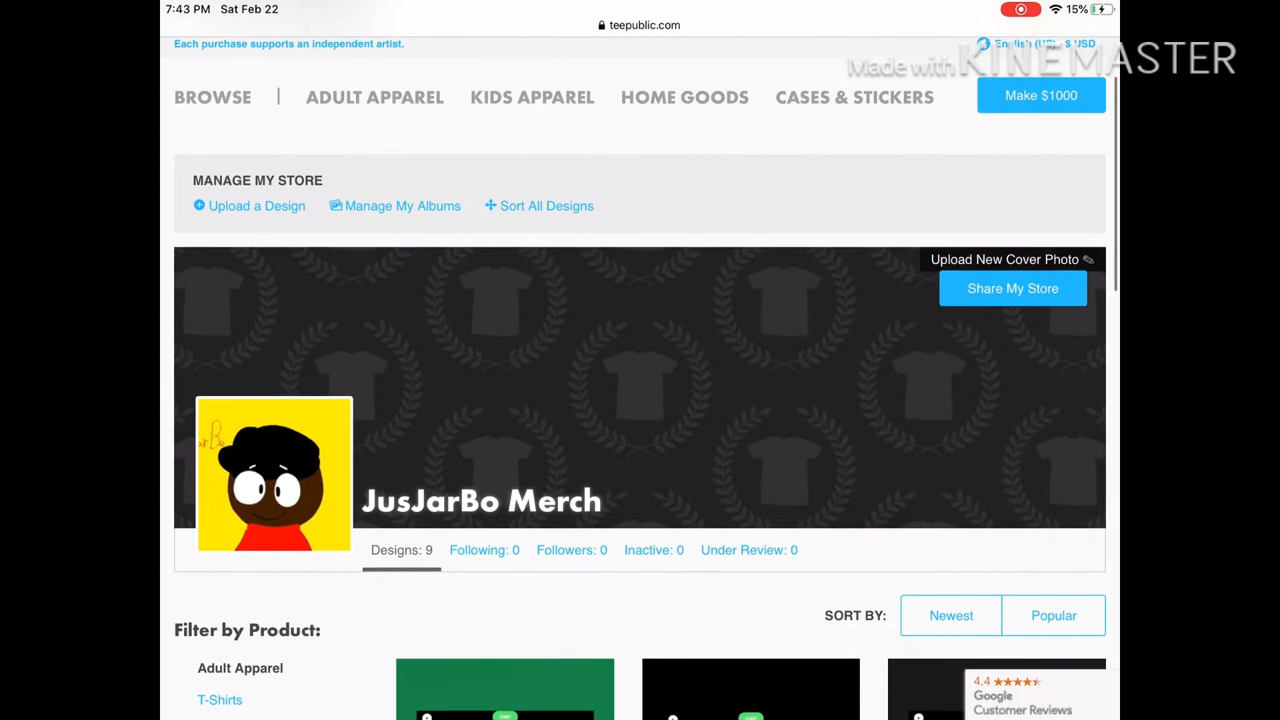 7:43 PM Sat Feb 22
15%
teepublic.com
Each purchase supports an independent artist.
English (US) - $ USD
Made with KINEMASTER
BROWSE | ADULT APPAREL KIDS APPAREL HOME GOODS CASES & STICKERS Make $1000
MANAGE MY STORE
Upload a Design Manage My Albums Sort All Designs
Upload New Cover Photo
Share My Store
JusJarBo Merch
Designs: 9 Following: 0 Followers: 0 Inactive: 0 Under Review: 0
SORT BY: Newest Popular
Filter by Product:
Adult Apparel
T-Shirts
4.4
Google
Customer Reviews